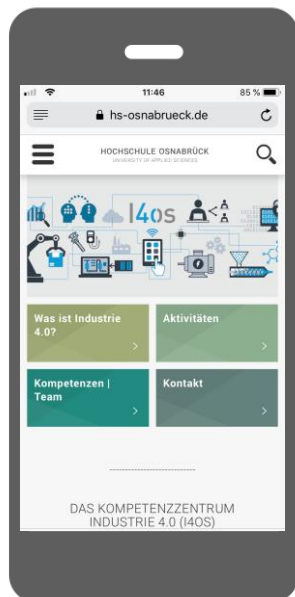 11:46
85 %
hs-osnabrueck.de
HOCHSCHULE OSNABRÜCK
UNIVERSITY OF APPLIED SCIENCES
I4os
Was ist Industrie
4.0?
Aktivitäten
Kompetenzen |
Team
Kontakt
DAS KOMPETENZZENTRUM
INDUSTRIE 4.0 (I4OS)